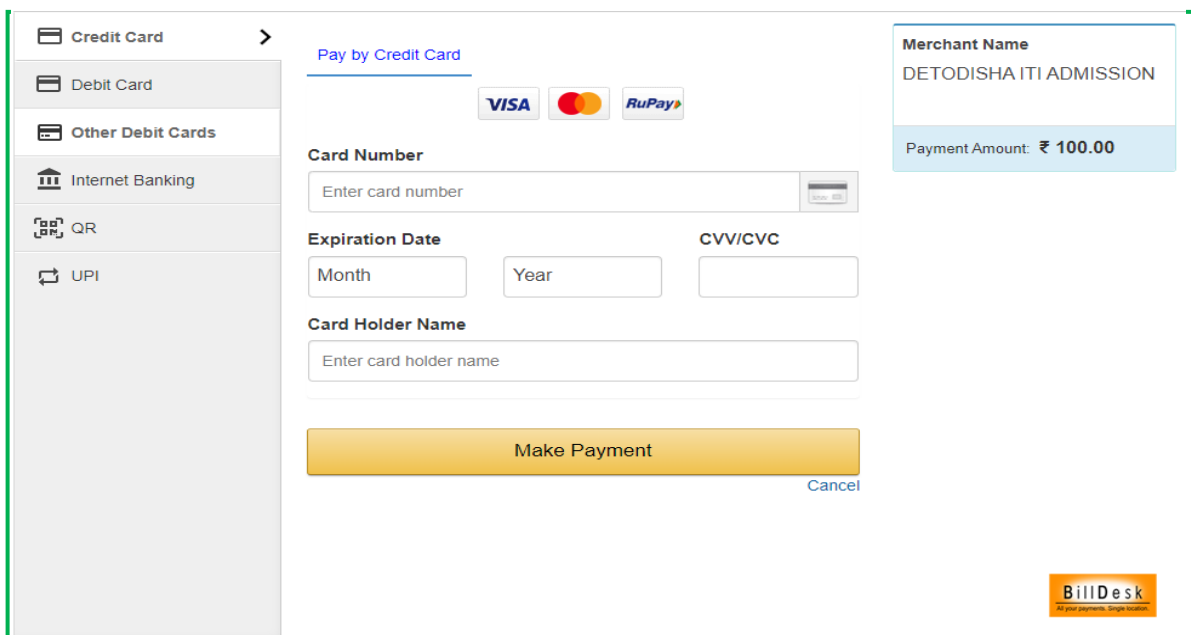 Credit Card
Debit Card
Other Debit Cards
Internet Banking
QR
UPI
Pay by Credit Card
VISA RuPay
Card Number
Enter card number
Expiration Date CVV/CVC
Month Year
Card Holder Name
Enter card holder name
Make Payment
Cancel
Merchant Name
DETODISHA ITI ADMISSION
Payment Amount: ₹ 100.00
BillDesk
All your payments. Single location.